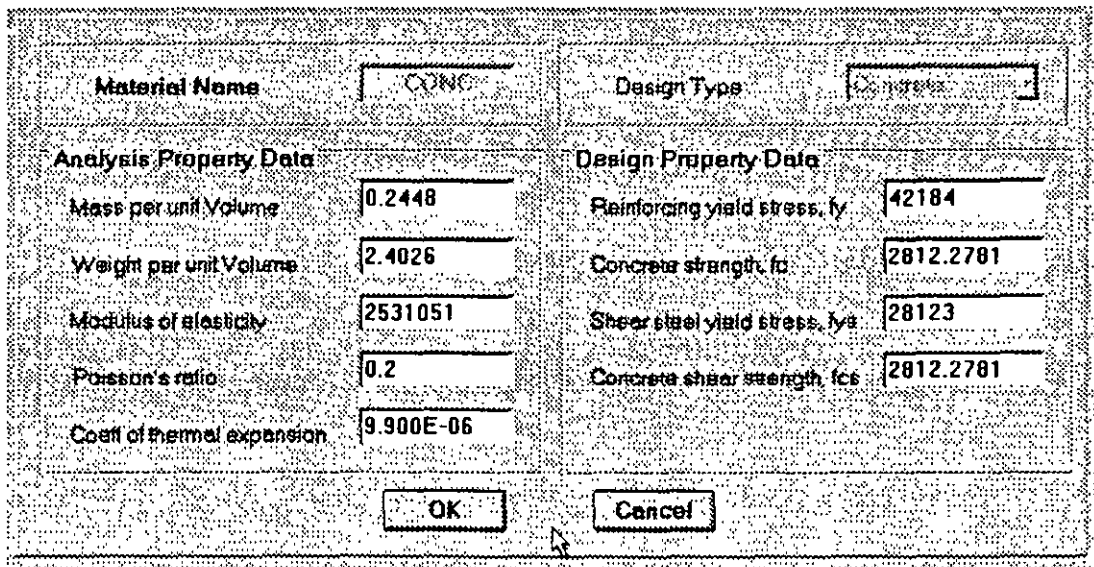 Material Name CONC Design Type Concrete
Analysis Property Data
Mass per unit Volume 0.2448
Weight per unit Volume 2.4026
Modulus of elasticity 2531051
Poisson's ratio 0.2
Coeff of thermal expansion 9.900E-06
Design Property Data
Reinforcing yield stress, fy 42184
Concrete strength, fc 2812.2781
Shear steel yield stress, fys 28123
Concrete shear strength, fcs 2812.2781
OK Cancel